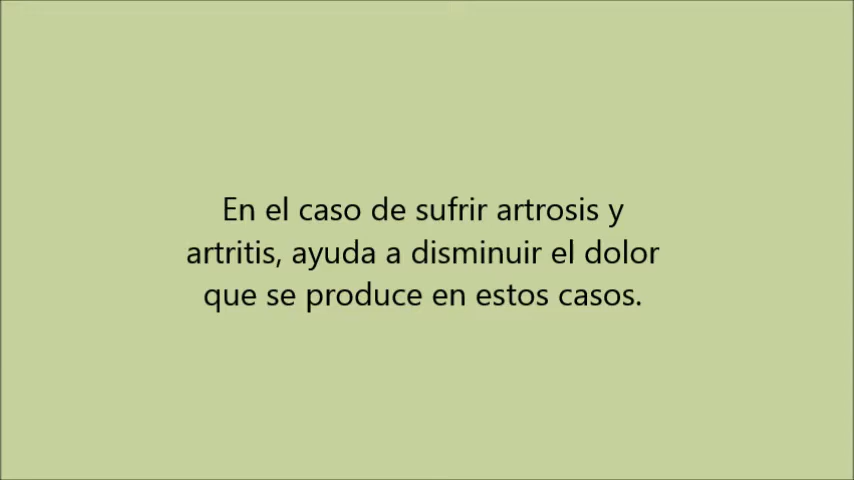 En el caso de sufrir artrosis y
artritis, ayuda a disminuir el dolor
que se produce en estos casos.